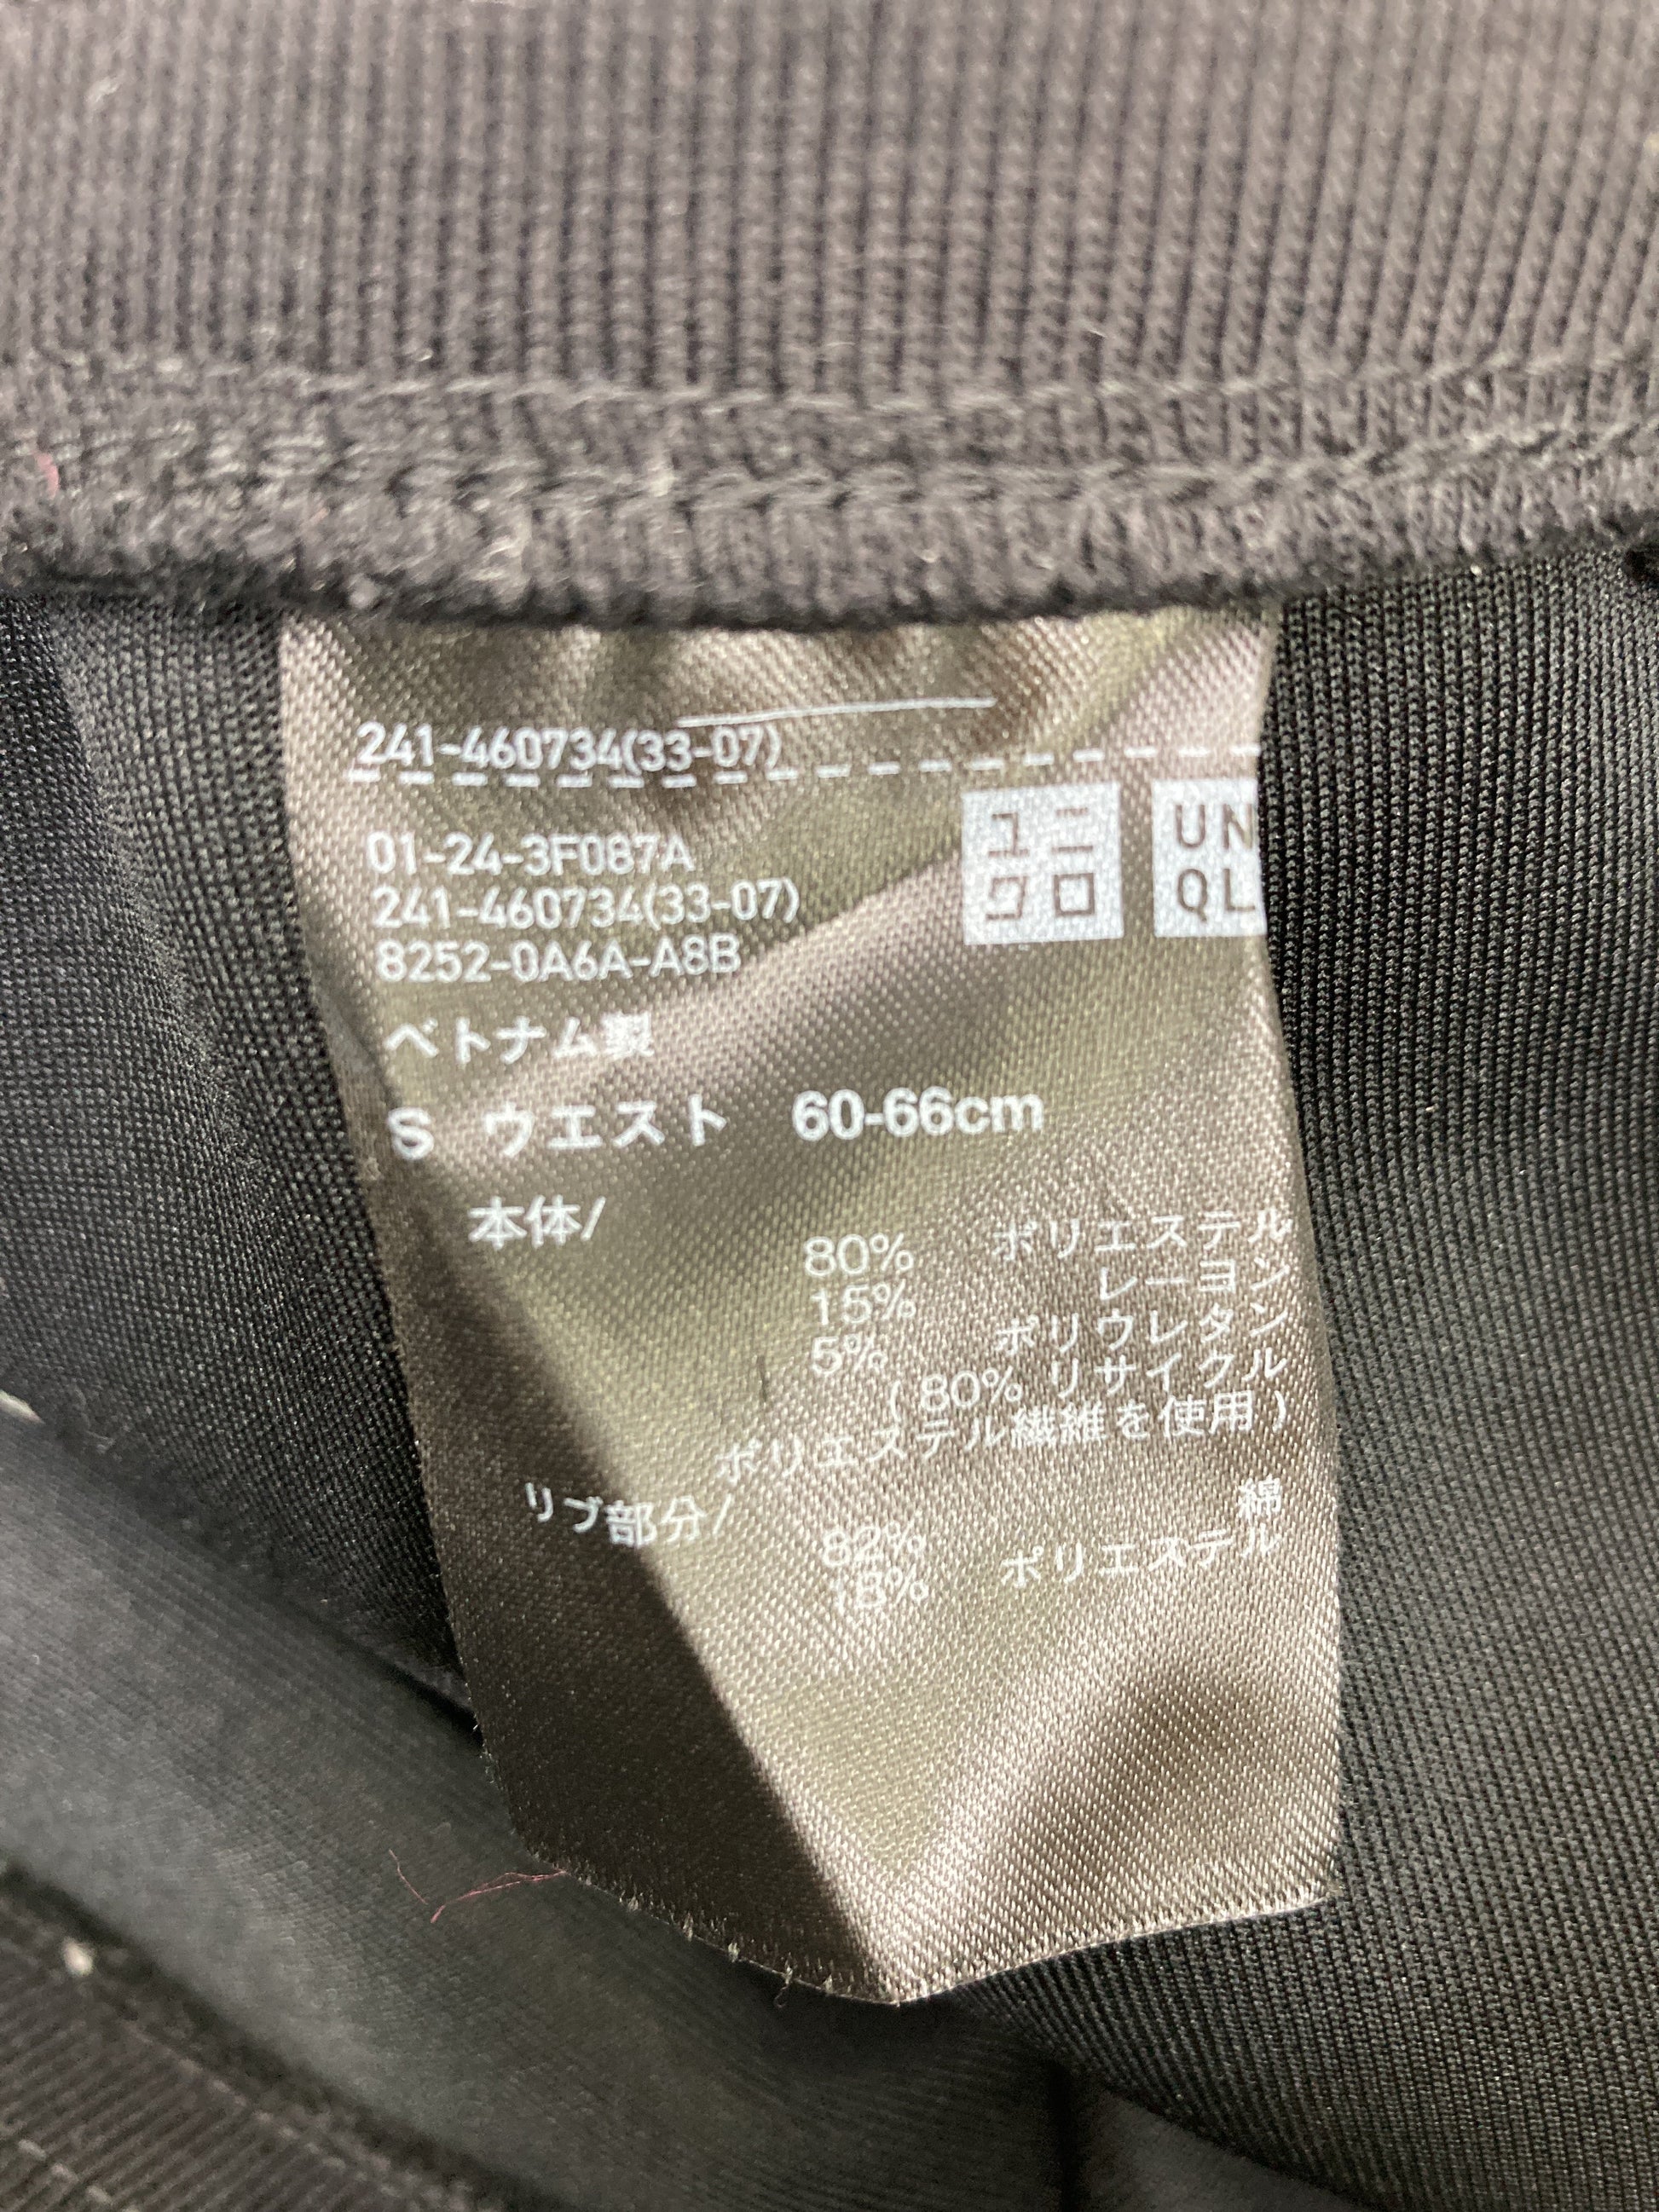 241-460734(33-07)
ユニ
クロ
UN
QL
01-24-3F087A
241-460734(33-07)
8252-0A6A-A8B
ベトナム製
S ウエスト 60-66cm
本体/
80% ポリエステル
15% レーヨン
5% ポリウレタン
( 80% リサイクル
ポリエステル繊維を使用 )
リブ部分/
82% 綿
18% ポリエステル